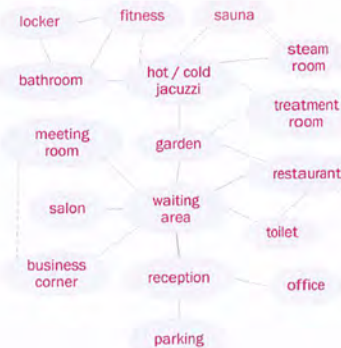 locker
fitness
sauna
steam
room
bathroom
hot / cold
jacuzzi
treatment
room
meeting
room
garden
restaurant
salon
waiting
area
toilet
business
corner
reception
office
parking